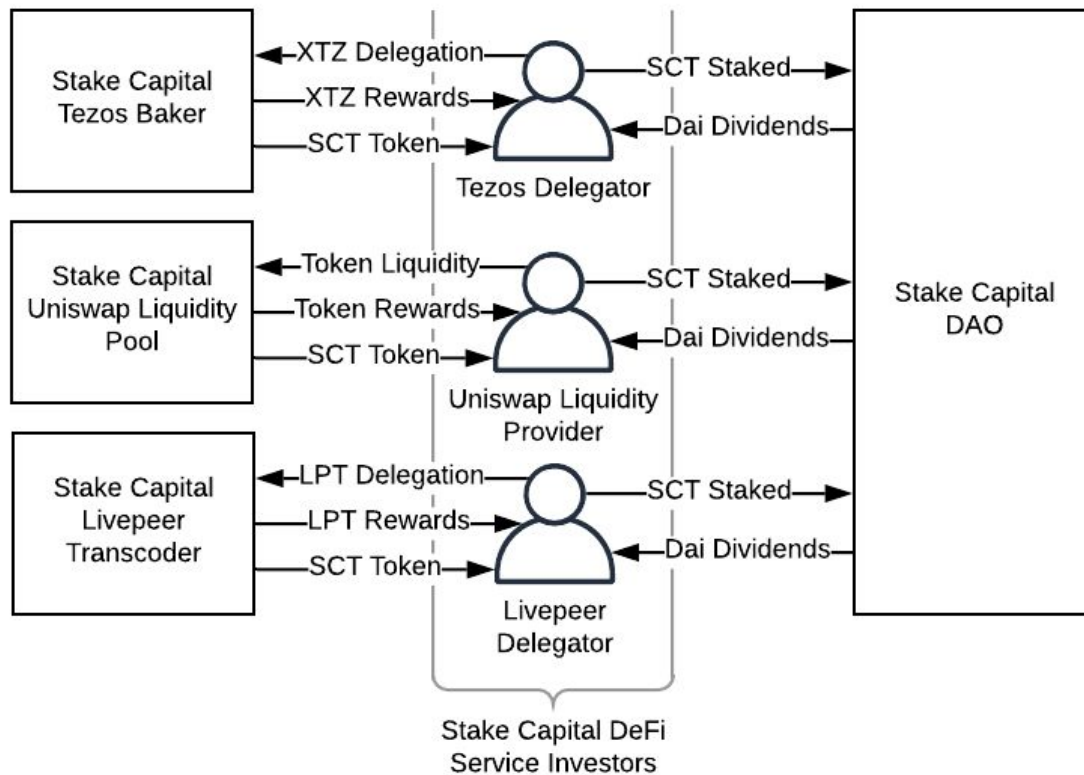 Stake Capital
Tezos Baker
XTZ Delegation
XTZ Rewards
SCT Token
Tezos Delegator
SCT Staked
Dai Dividends
Stake Capital
Uniswap Liquidity
Pool
Token Liquidity
Token Rewards
SCT Token
Uniswap Liquidity
Provider
SCT Staked
Dai Dividends
Stake Capital
DAO
Stake Capital
Livepeer
Transcoder
LPT Delegation
LPT Rewards
SCT Token
Livepeer
Delegator
SCT Staked
Dai Dividends
Stake Capital DeFi
Service Investors